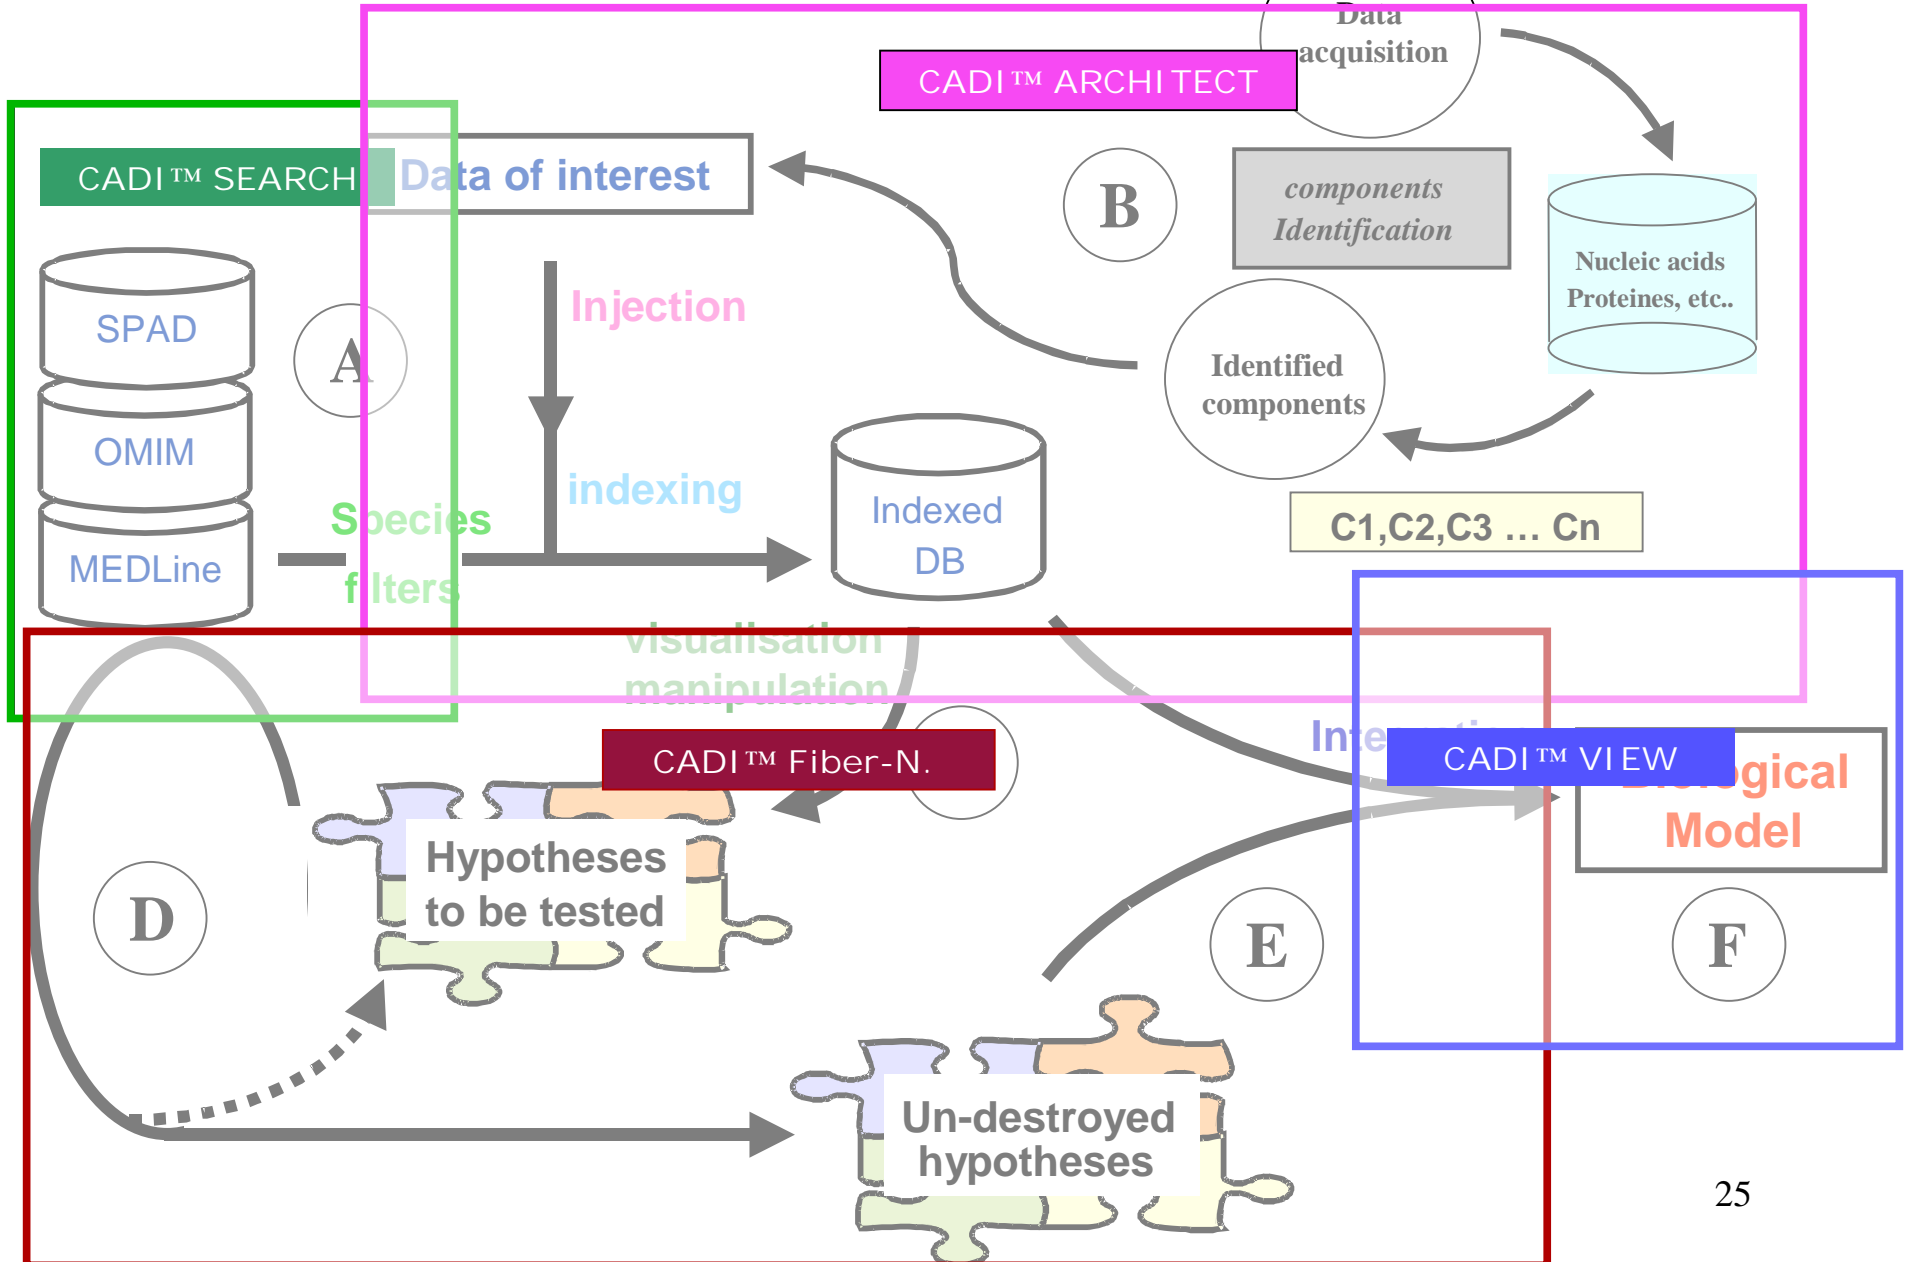 Data
acquisition
CADI™ ARCHITECT
CADI™ SEARCH
Data of interest
B
components
Identification
Nucleic acids
Proteines, etc..
Injection
SPAD
A
Identified
components
OMIM
indexing
Indexed
DB
Species
filters
C1,C2,C3 … Cn
MEDLine
visualisation
manipulation
CADI™ Fiber-N.
CADI™ VIEW
Model
Hypotheses
to be tested
D
E
F
Un-destroyed
hypotheses
25